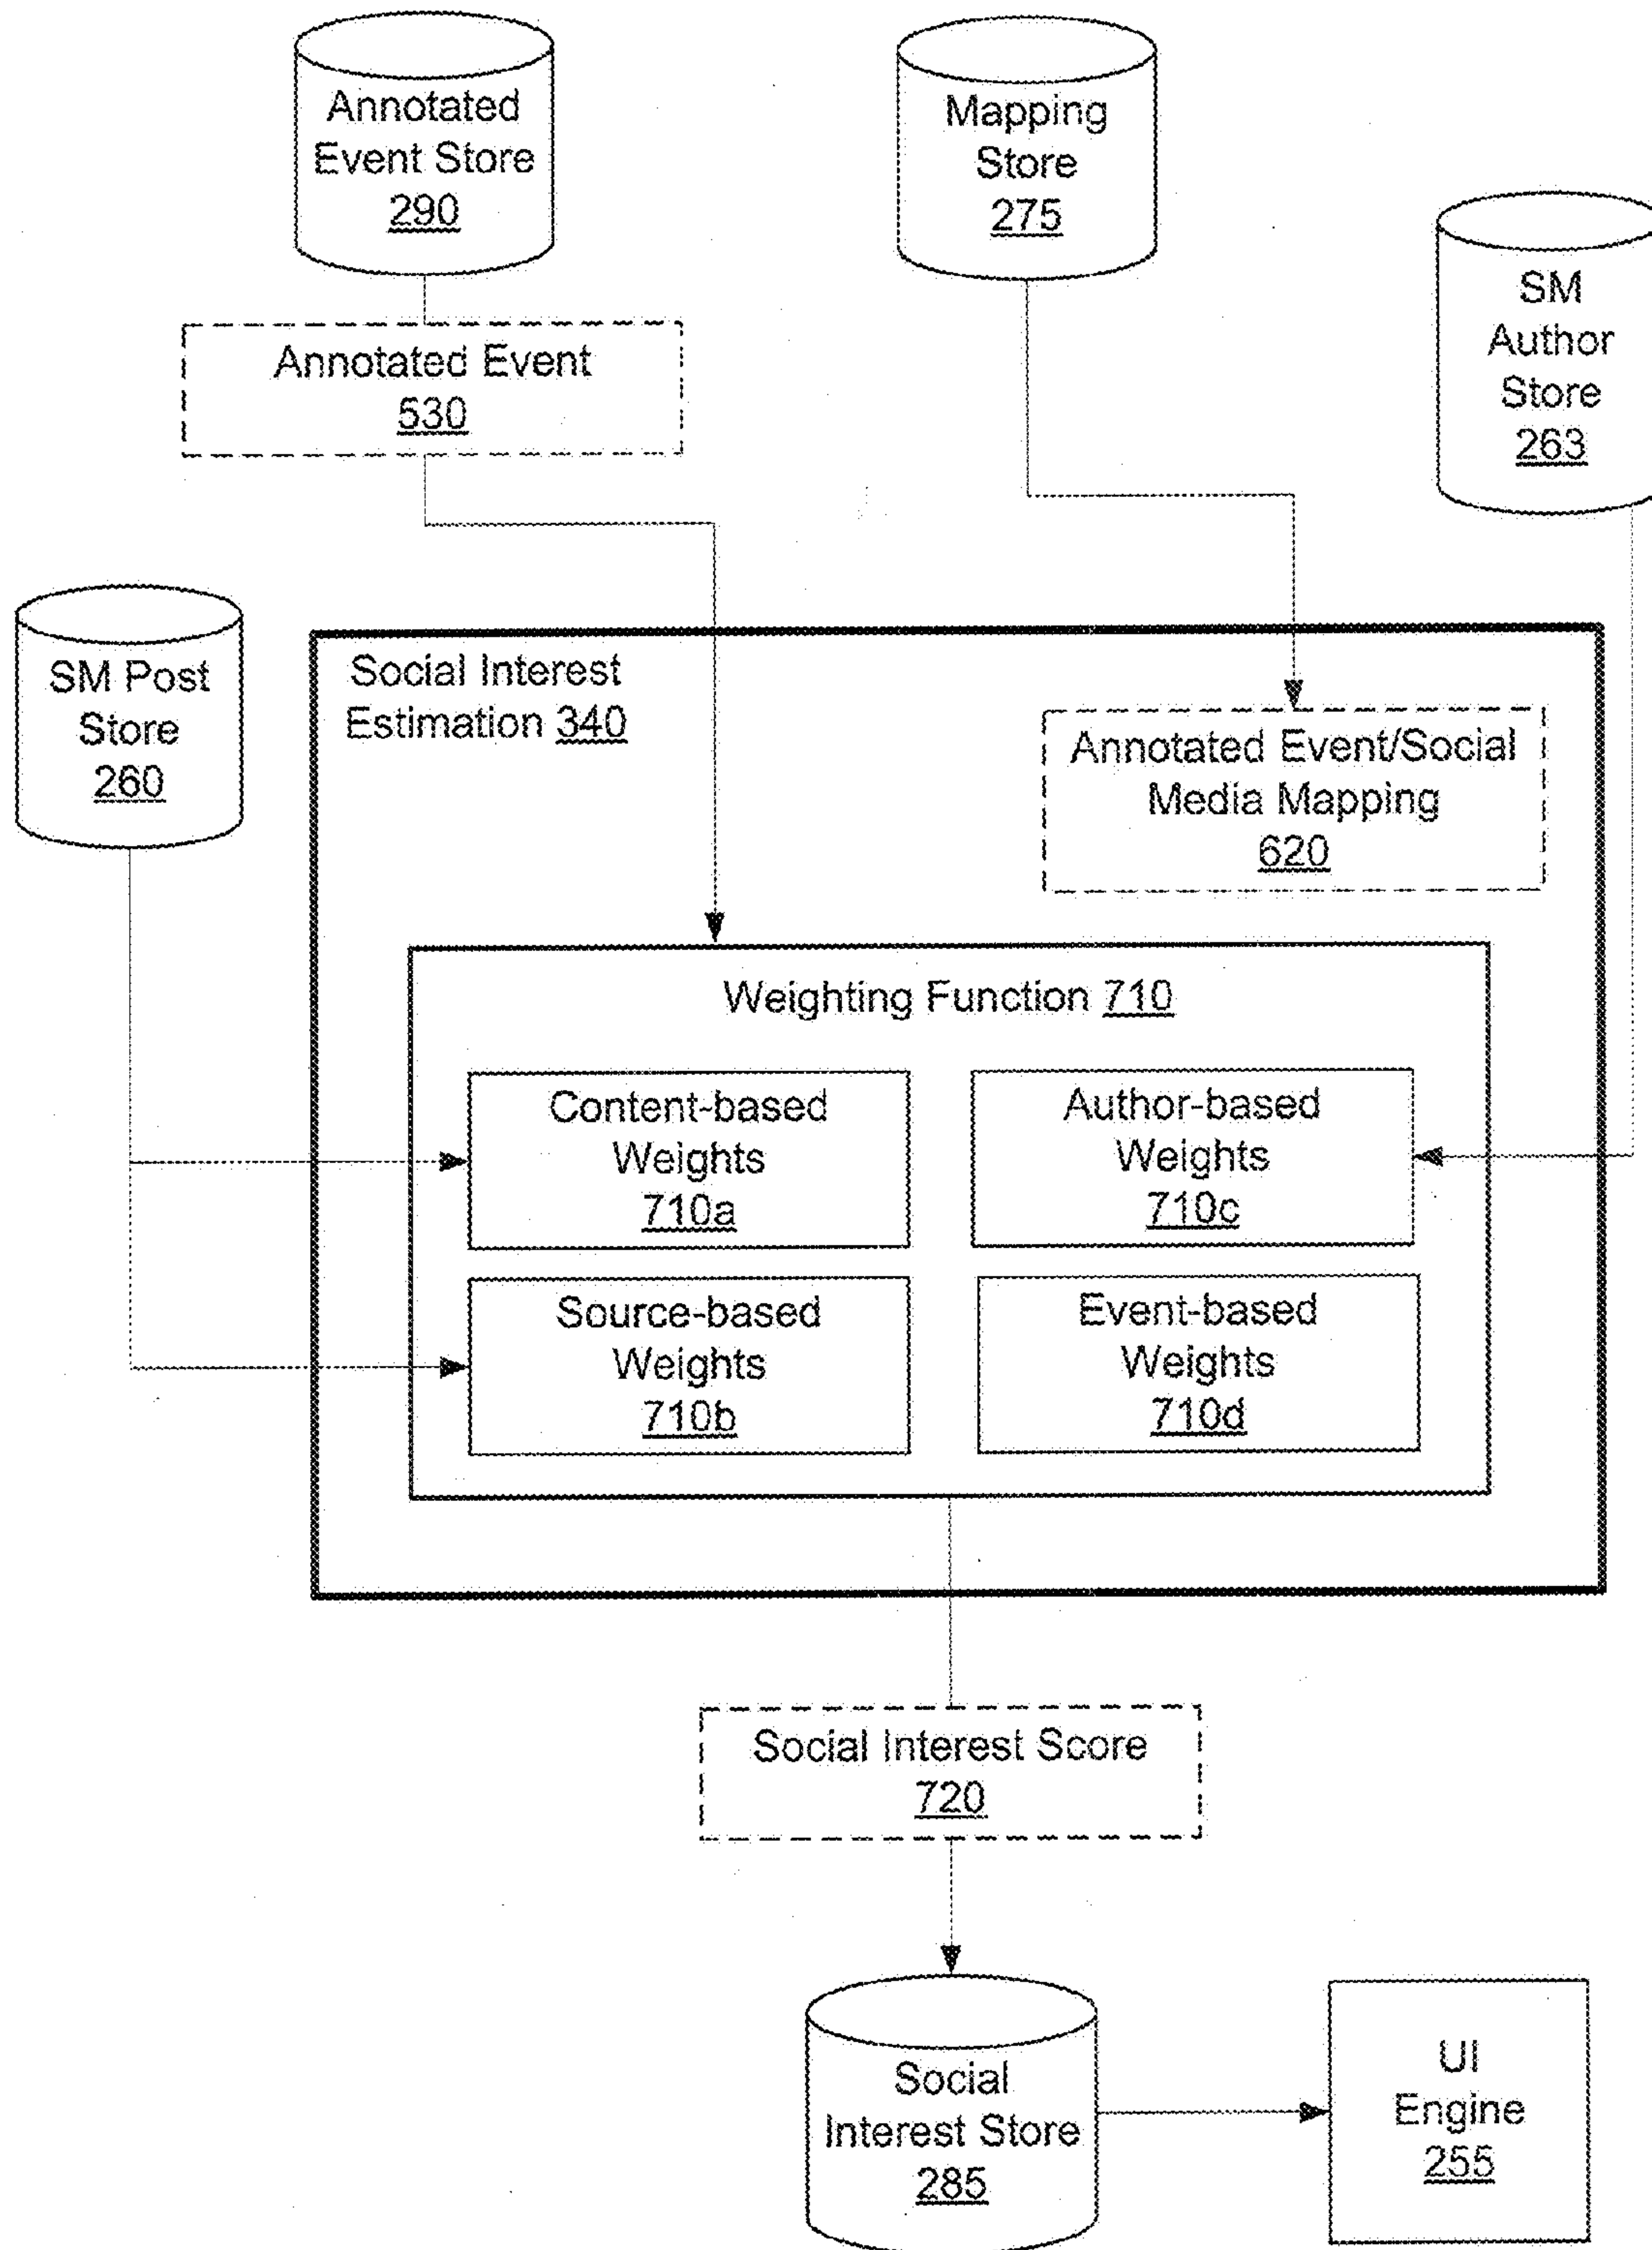 Annotated
Event Store
290
Mapping
Store
275
SM
Author
Store
263
Annotated Event
530
SM Post
Store
260
Social Interest
Estimation 340
Annotated Event/Social
Media Mapping
620
Weighting Function 710
Content-based
Weights
710a
Author-based
Weights
710c
Source-based
Weights
710b
Event-based
Weights
710d
Social Interest Score
720
Social
Interest Store
285
UI
Engine
255